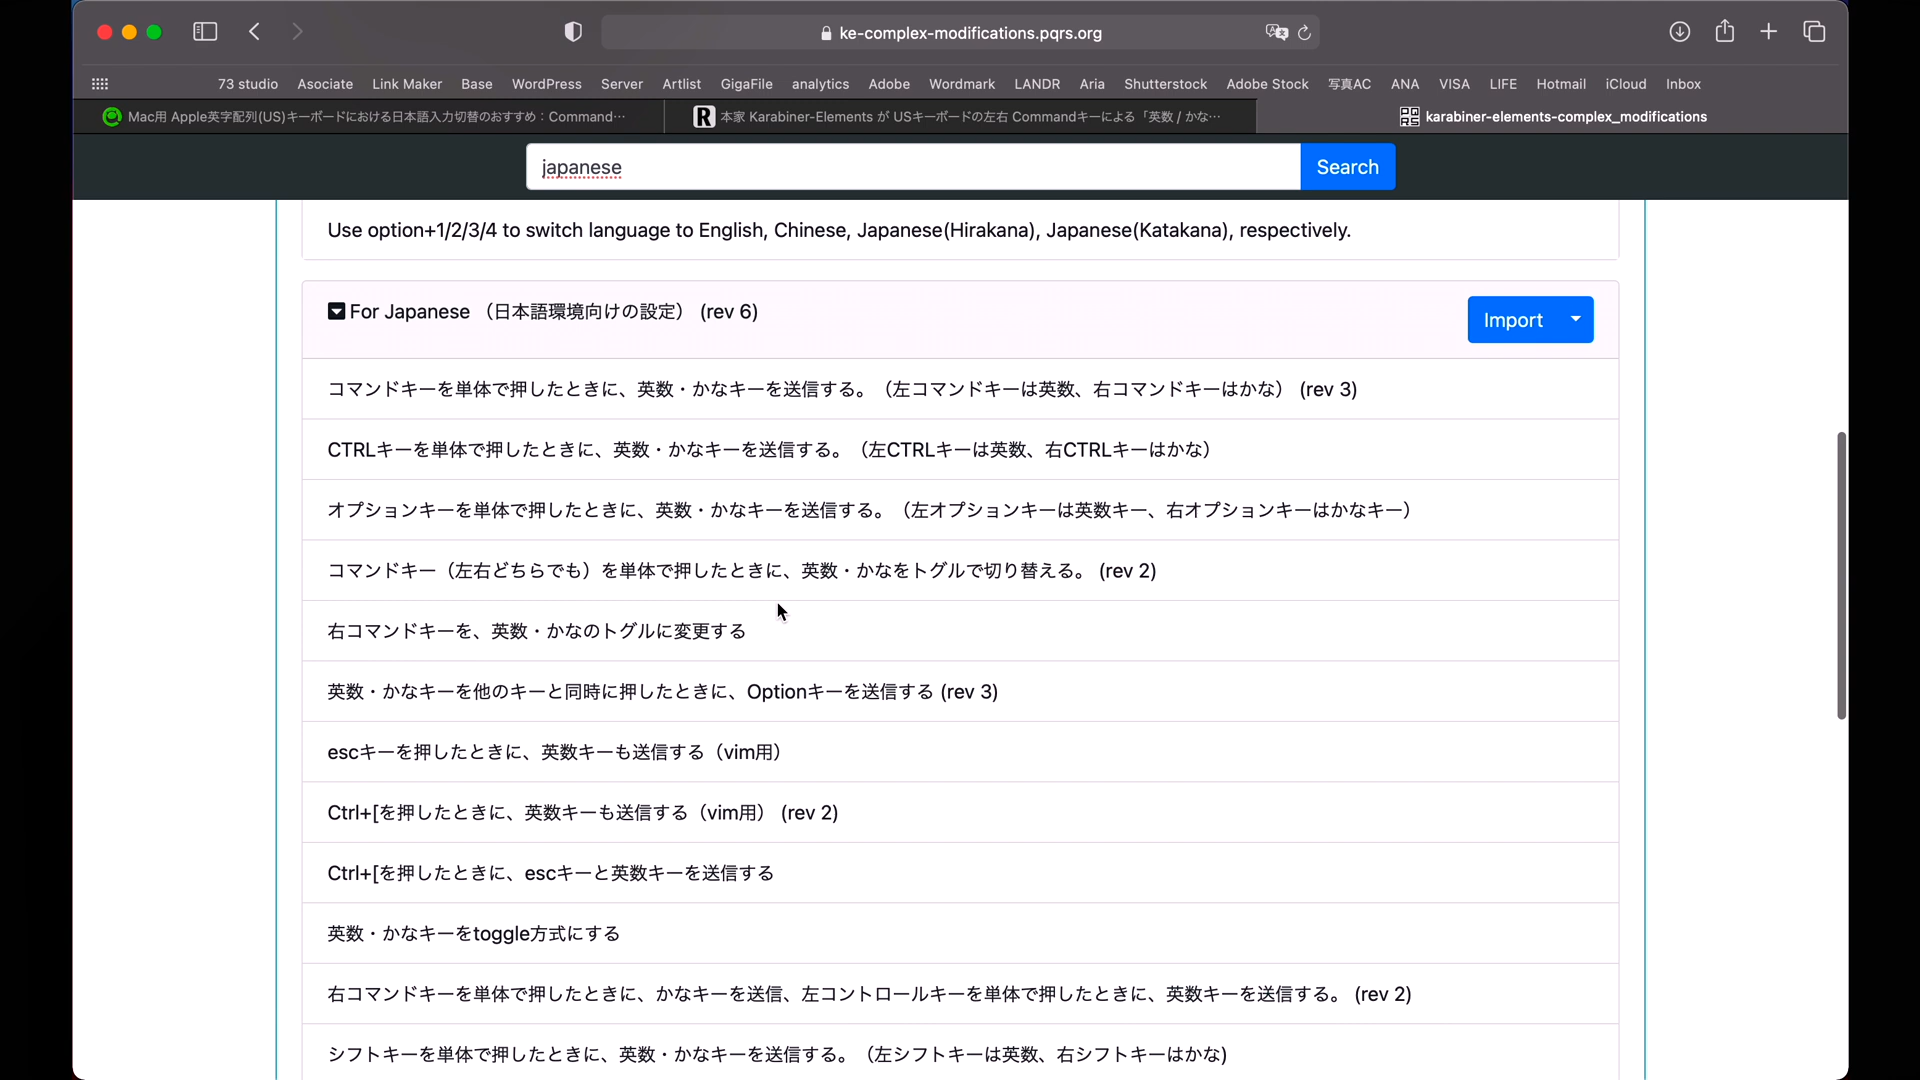 ke-complex-modifications.pqrs.org
73 studio Asociate Link Maker Base WordPress Server Artlist GigaFile analytics Adobe Wordmark LANDR Aria Shutterstock Adobe Stock 写真AC ANA VISA LIFE Hotmail iCloud Inbox
Mac用 Apple英字配列(US)キーボードにおける日本語入力切替のおすすめ：Command…
R 本家 Karabiner-Elements が USキーボードの左右 Commandキーによる「英数 / かな…
PQRS karabiner-elements-complex_modifications
japanese Search
Use option+1/2/3/4 to switch language to English, Chinese, Japanese(Hirakana), Japanese(Katakana), respectively.
For Japanese （日本語環境向けの設定） (rev 6)
Import
コマンドキーを単体で押したときに、英数・かなキーを送信する。（左コマンドキーは英数、右コマンドキーはかな） (rev 3)
CTRLキーを単体で押したときに、英数・かなキーを送信する。（左CTRLキーは英数、右CTRLキーはかな）
オプションキーを単体で押したときに、英数・かなキーを送信する。（左オプションキーは英数キー、右オプションキーはかなキー）
コマンドキー（左右どちらでも）を単体で押したときに、英数・かなをトグルで切り替える。 (rev 2)
右コマンドキーを、英数・かなのトグルに変更する
英数・かなキーを他のキーと同時に押したときに、Optionキーを送信する (rev 3)
escキーを押したときに、英数キーも送信する（vim用）
Ctrl+[を押したときに、英数キーも送信する（vim用） (rev 2)
Ctrl+[を押したときに、escキーと英数キーを送信する
英数・かなキーをtoggle方式にする
右コマンドキーを単体で押したときに、かなキーを送信、左コントロールキーを単体で押したときに、英数キーを送信する。 (rev 2)
シフトキーを単体で押したときに、英数・かなキーを送信する。（左シフトキーは英数、右シフトキーはかな)